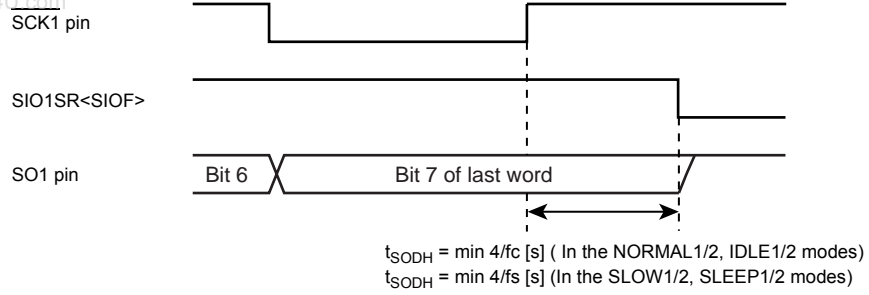 SCK1 pin
SIO1SR<SIOF>
SO1 pin
Bit 6
Bit 7 of last word
tSODH = min 4/fc [s] ( In the NORMAL1/2, IDLE1/2 modes)
tSODH = min 4/fs [s] (In the SLOW1/2, SLEEP1/2 modes)